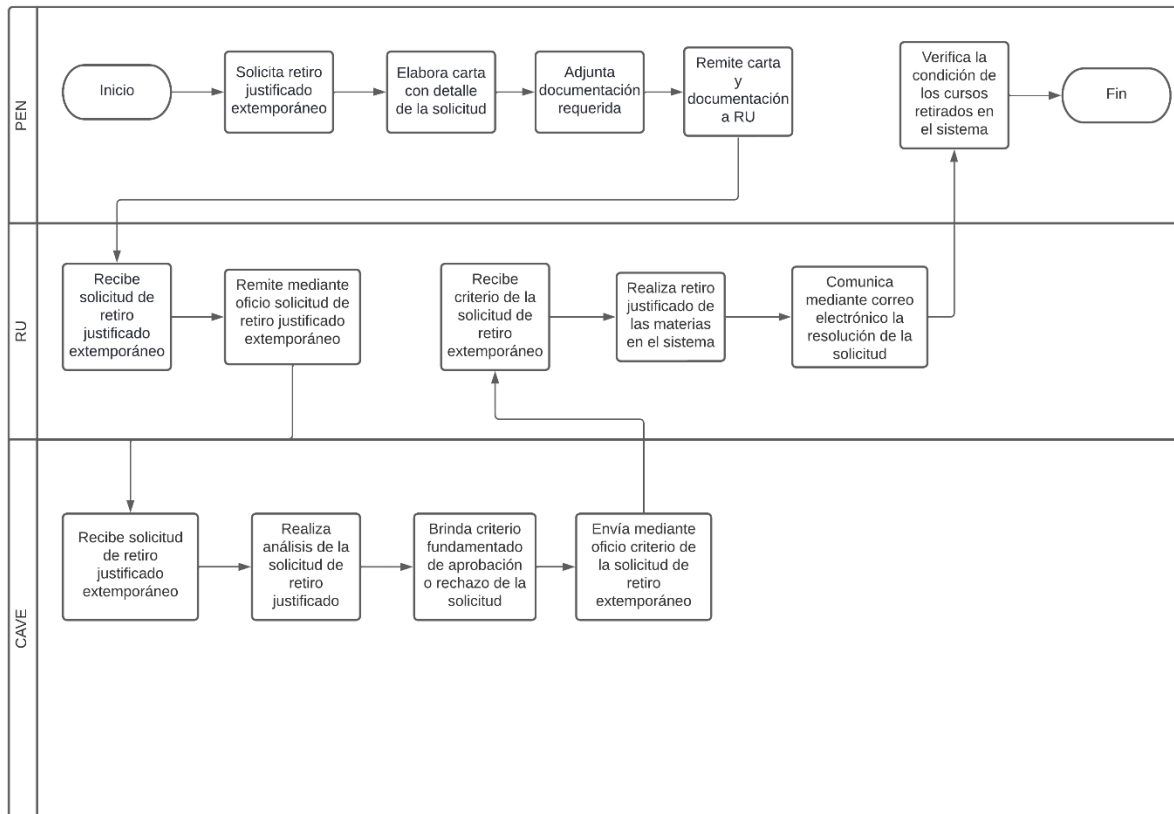 PEN
Inicio
Solicita retiro
justificado
extemporáneo
Elabora carta
con detalle
de la solicitud
Adjunta
documentación
requerida
Remite carta
y
documentación
a RU
Verifica la
condición de
los cursos
retirados en
el sistema
Fin
RU
Recibe
solicitud de
retiro
justificado
extemporáneo
Remite mediante
oficio solicitud de
retiro justificado
extemporáneo
Recibe
criterio de la
solicitud de
retiro
extemporáneo
Realiza retiro
justificado de
las materias
en el sistema
Comunica
mediante correo
electrónico la
resolución de la
solicitud
CAVE
Recibe solicitud
de retiro
justificado
extemporáneo
Realiza
análisis de la
solicitud de
retiro
justificado
Brinda criterio
fundamentado
de aprobación
o rechazo de la
solicitud
Envía mediante
oficio criterio de
la solicitud de
retiro
extemporáneo